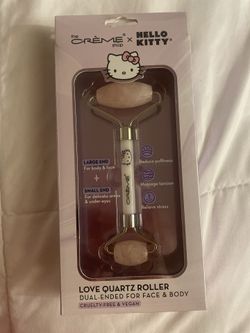 the
CRÈME × HELLO
shop KITTY®
LARGE END
For body & face
+
SMALL END
For delicate areas
& under-eyes
Reduce puffiness
Massage tension
Relieve stress
CRÈME
LOVE QUARTZ ROLLER
DUAL-ENDED FOR FACE & BODY
CRUELTY-FREE & VEGAN